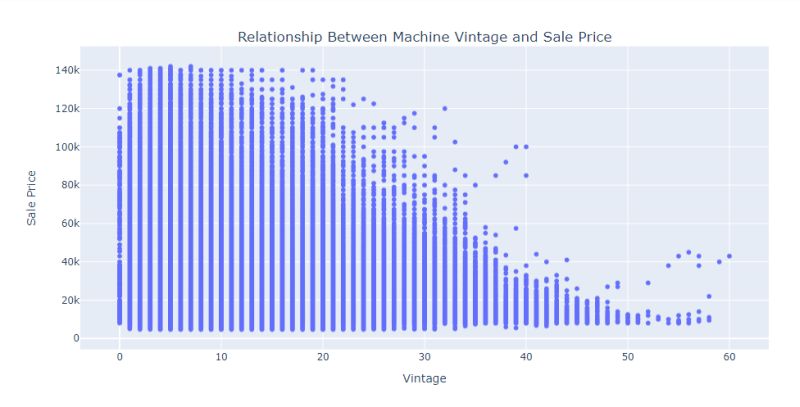 Relationship Between Machine Vintage and Sale Price
140k
120k
100k
80k
60k
40k
20k
0
Sale Price
0 10 20 30 40 50 60
Vintage